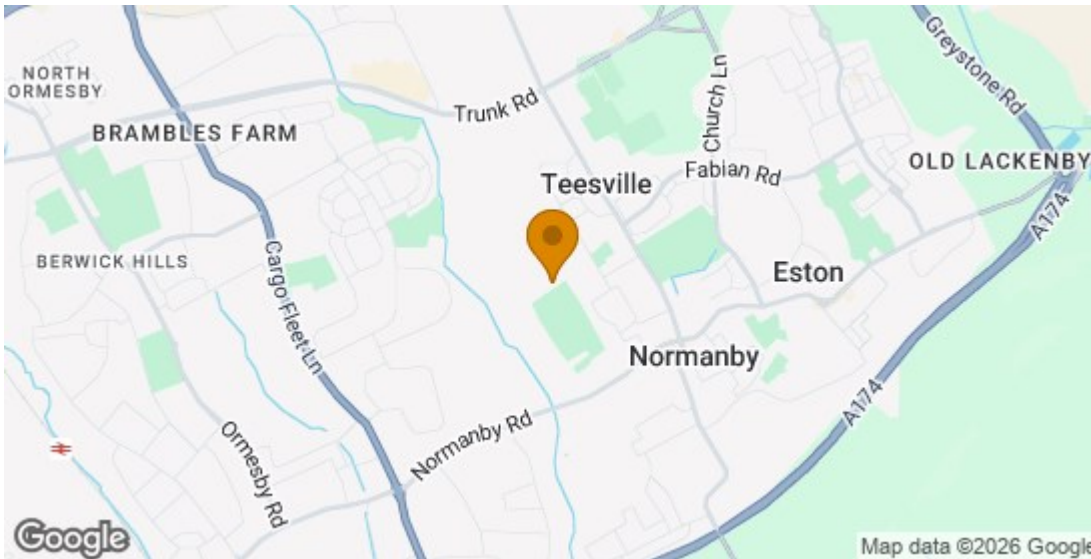 NORTH
ORMESBY
BRAMBLES FARM
Trunk Rd
Church Ln
Greystone Rd
Teesville
Fabian Rd
OLD LACKENBY
A174
BERWICK HILLS
Cargo Fleet Ln
Eston
Normanby
A174
Ormesby Rd
Normanby Rd
Google
Map data ©2026 Google